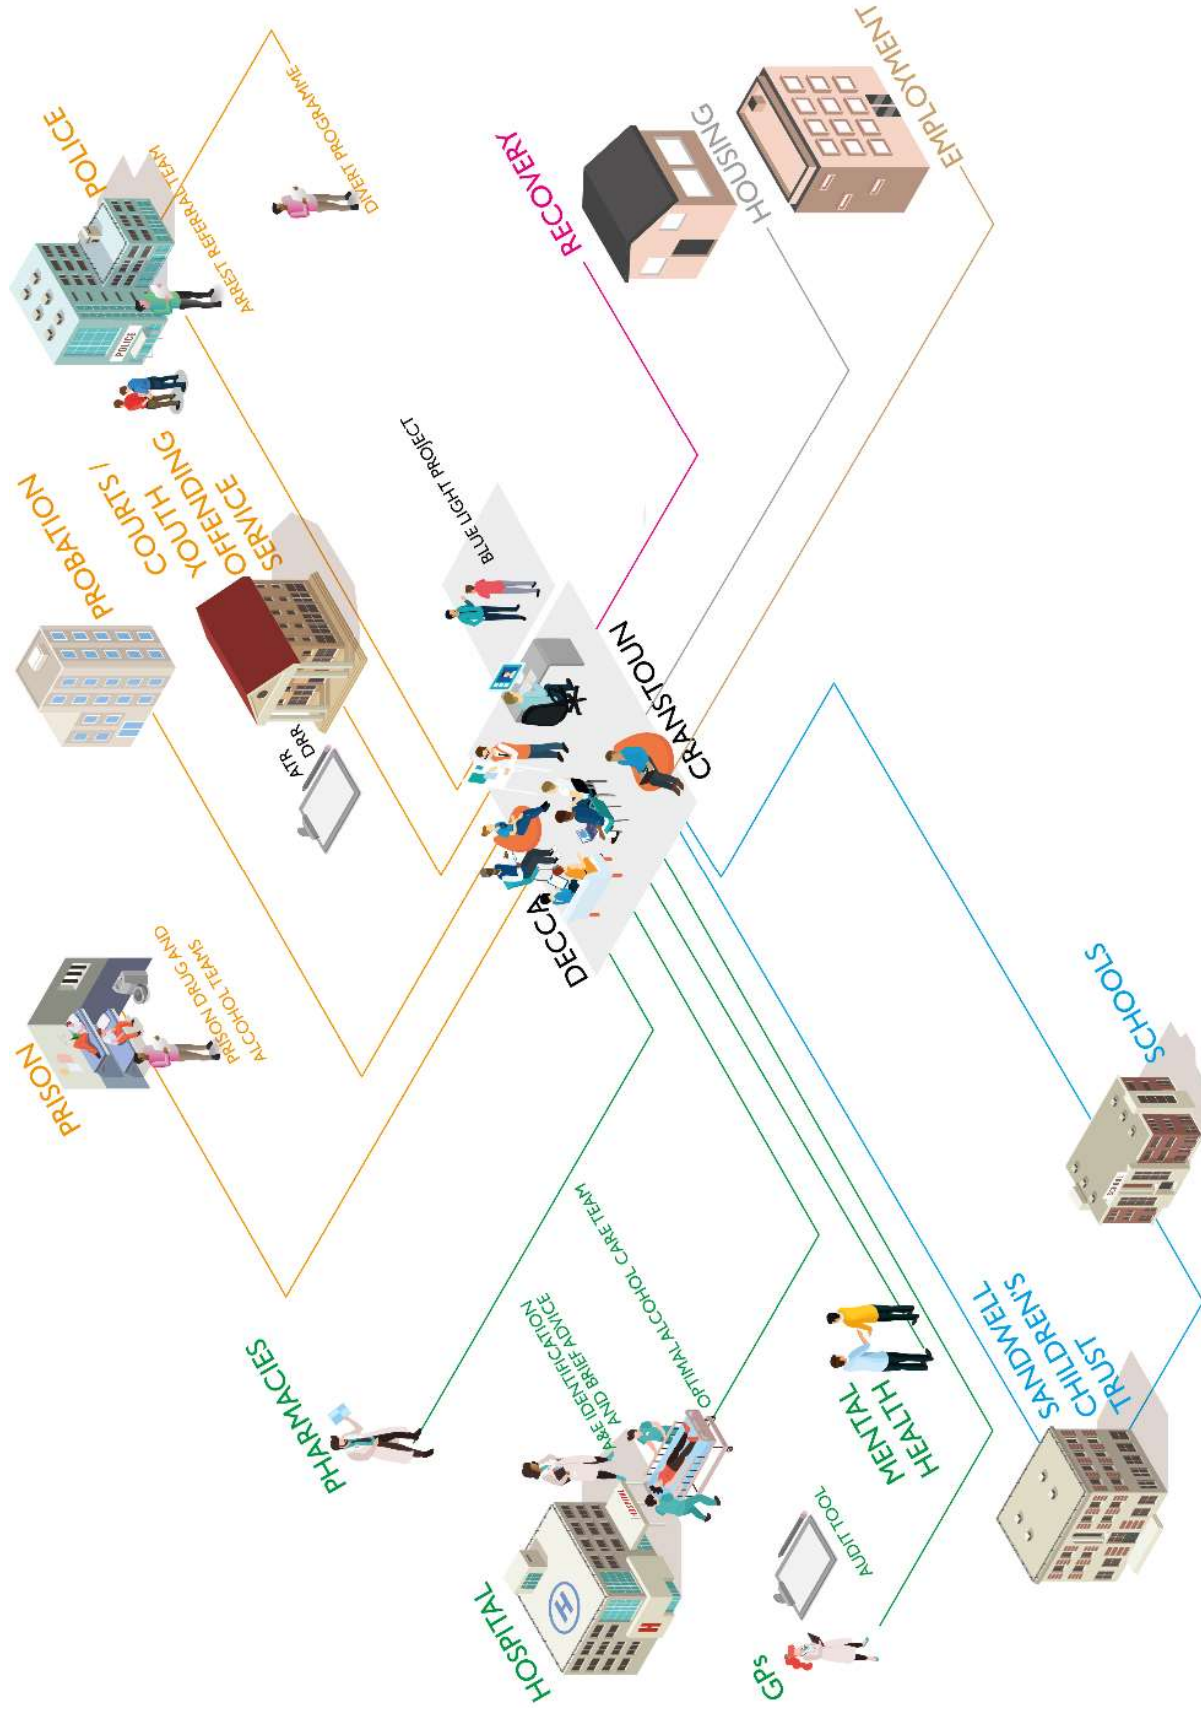 PHARMACIES
HOSPITAL
HOSPITAL
H
H
A&E IDENTIFICATION
AND BRIEF ADVICE
OPTIMAL ALCOHOL CARE TEAM
GPs
AUDIT TOOL
MENTAL
HEALTH
SANDWELL
CHILDREN'S
TRUST
SCHOOLS
PRISON
PRISON DRUG AND
ALCOHOL TEAMS
PROBATION
COURTS /
YOUTH
OFFENDING
SERVICE
ATR
DRR
POLICE
POLICE
ARREST REFERRAL TEAM
DIVERT PROGRAMME
DECCA
CRANSTOUN
BLUE LIGHT PROJECT
RECOVERY
HOUSING
EMPLOYMENT